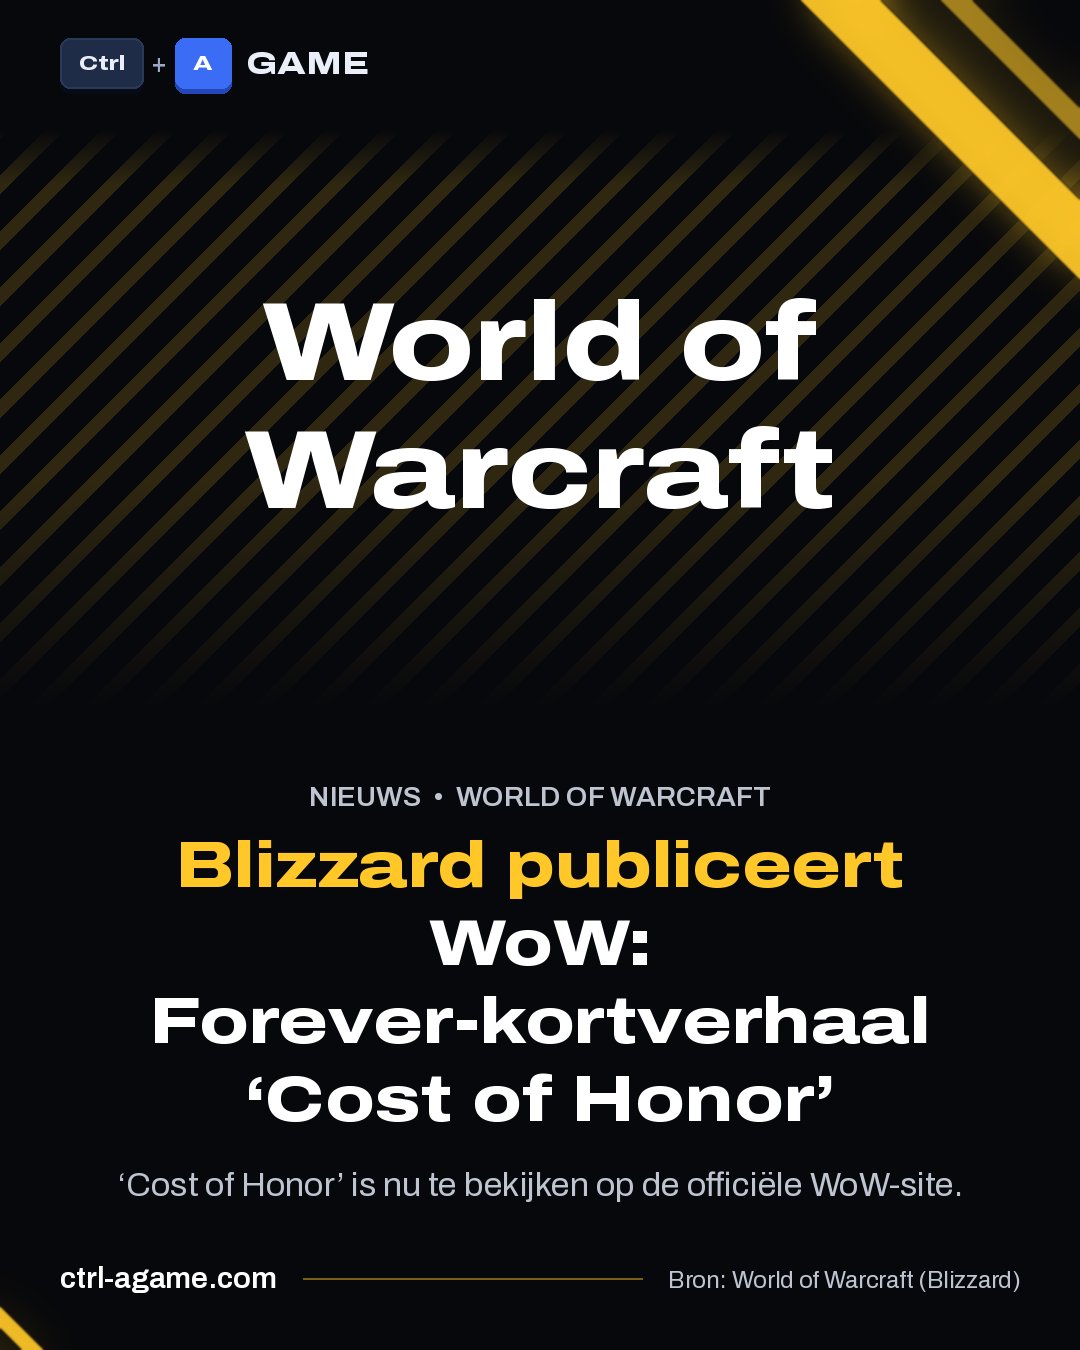 Ctrl + A GAME
World of
Warcraft
NIEUWS • WORLD OF WARCRAFT
Blizzard publiceert
WoW:
Forever-kortverhaal
‘Cost of Honor’
‘Cost of Honor’ is nu te bekijken op de officiële WoW-site.
ctrl-agame.com
Bron: World of Warcraft (Blizzard)